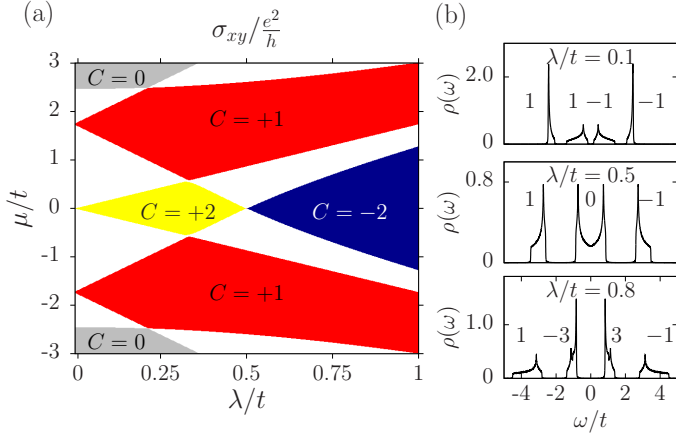 (a)
σxy/e²/h
3
2
1
0
-1
-2
-3
μ/t
C = 0
C = +1
C = +2
C = −2
C = +1
C = 0
0
0.25
0.5
0.75
1
λ/t
(b)
λ/t = 0.1
2.0
0
ρ(ω)
1 1 −1 −1
λ/t = 0.5
0.8
0
ρ(ω)
1 0 −1
λ/t = 0.8
1.0
0
ρ(ω)
1 −3 3 −1
-4 -2 0 2 4
ω/t